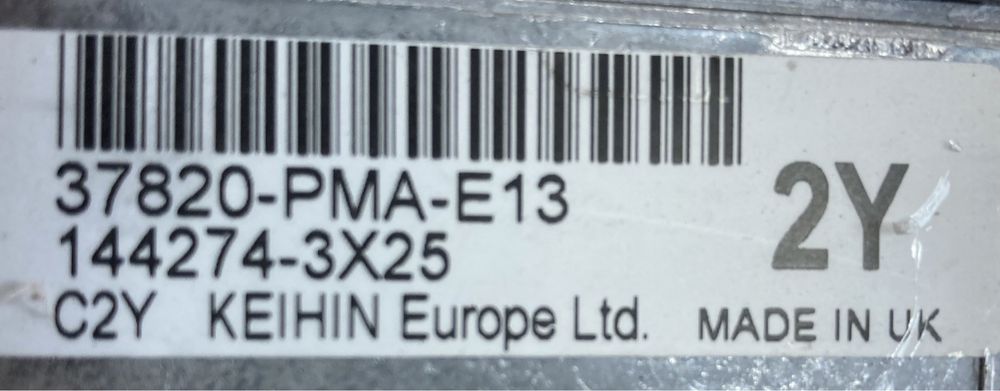 37820-PMA-E13
2Y
144274-3X25
C2Y KEIHIN Europe Ltd. MADE IN UK